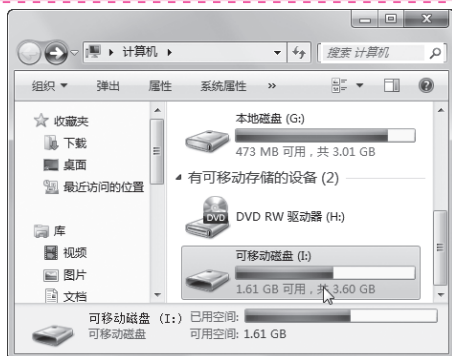 计算机
搜索 计算机
组织 弹出 属性 系统属性 »
收藏夹
下载
桌面
最近访问的位置
库
视频
图片
文档
本地磁盘 (G:)
473 MB 可用，共 3.01 GB
有可移动存储的设备 (2)
DVD RW 驱动器 (H:)
DVD
可移动磁盘 (I:)
1.61 GB 可用，共 3.60 GB
可移动磁盘 (I:) 已用空间:
可移动磁盘 可用空间: 1.61 GB